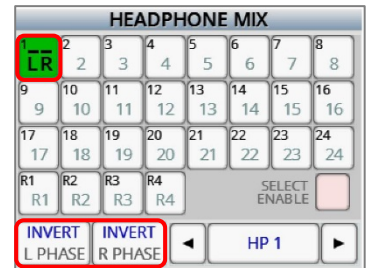 HEADPHONE MIX
1 2 3 4 5 6 7 8
LR 2 3 4 5 6 7 8
9 10 11 12 13 14 15 16
9 10 11 12 13 14 15 16
17 18 19 20 21 22 23 24
17 18 19 20 21 22 23 24
R1 R2 R3 R4 SELECT
R1 R2 R3 R4 ENABLE
INVERT INVERT
L PHASE R PHASE ◄ HP 1 ►